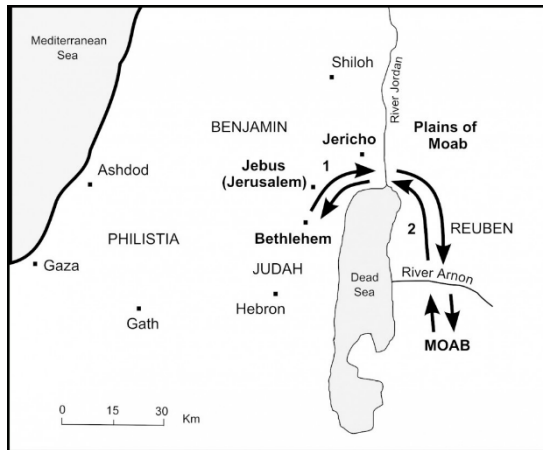 Mediterranean
Sea
Shiloh
River Jordan
BENJAMIN
Jericho
Plains of
Moab
Ashdod
Jebus
(Jerusalem)
1
2
REUBEN
Bethlehem
PHILISTIA
JUDAH
Gaza
Dead
Sea
River Arnon
Hebron
Gath
MOAB
0 15 30
Km